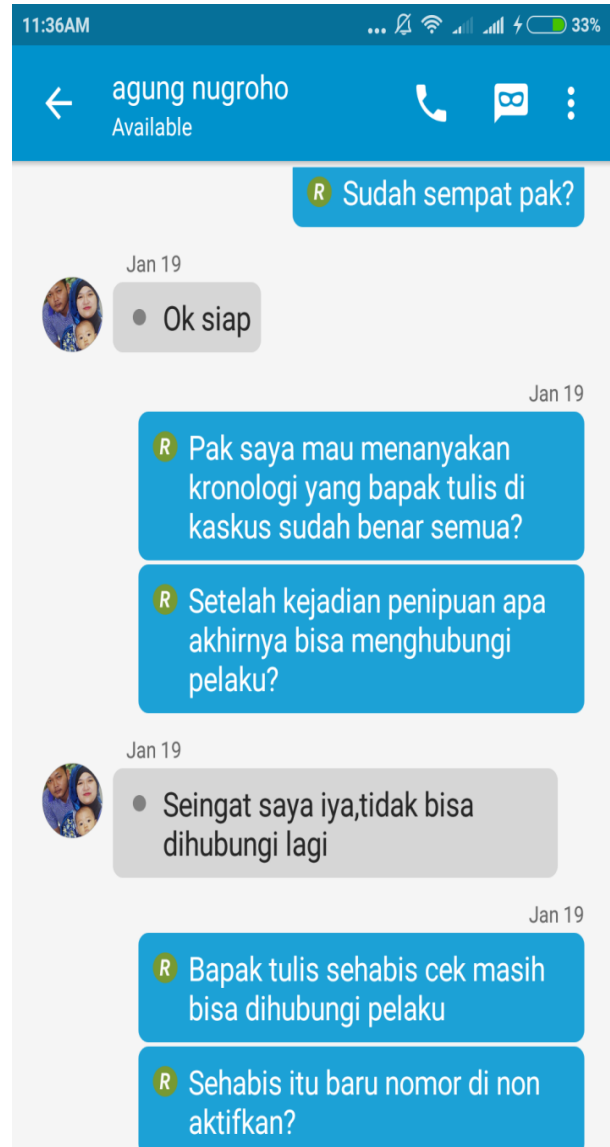 11:36AM
33%
agung nugroho
Available
R Sudah sempat pak?
Jan 19
Ok siap
Jan 19
R Pak saya mau menanyakan
kronologi yang bapak tulis di
kaskus sudah benar semua?
R Setelah kejadian penipuan apa
akhirnya bisa menghubungi
pelaku?
Jan 19
Seingat saya iya,tidak bisa
dihubungi lagi
Jan 19
R Bapak tulis sehabis cek masih
bisa dihubungi pelaku
R Sehabis itu baru nomor di non
aktifkan?